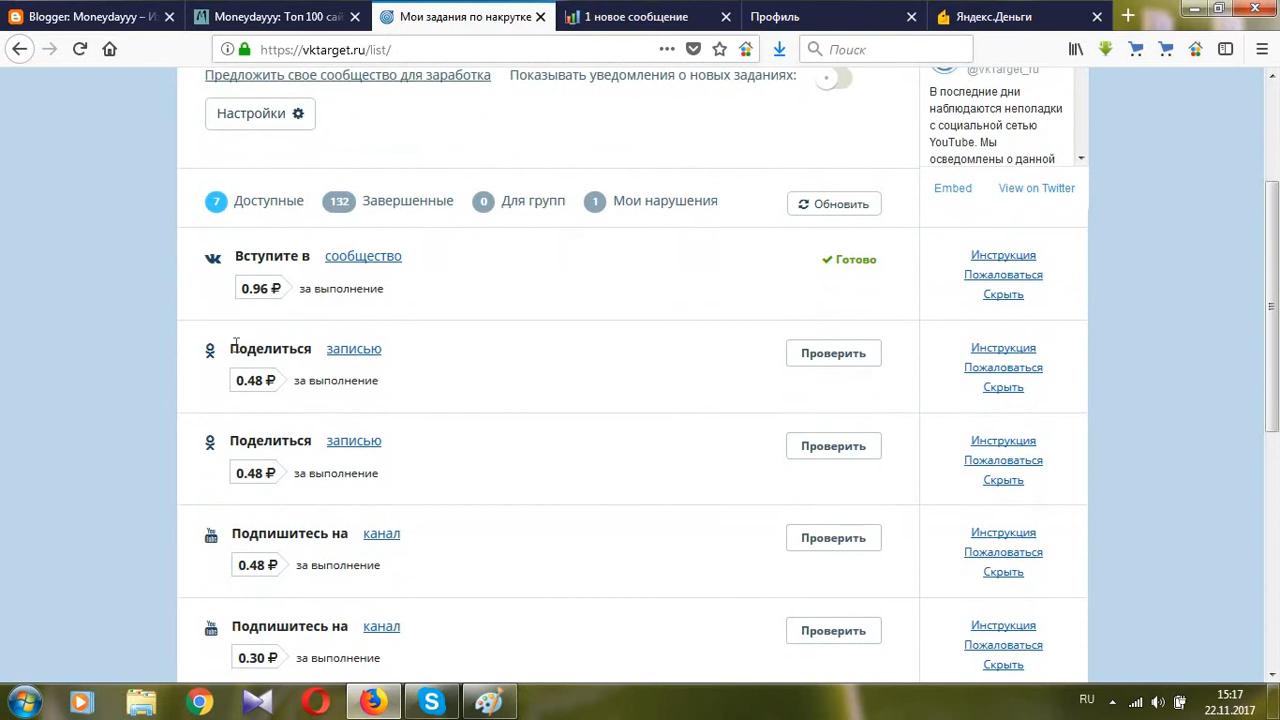 Blogger: Moneydayyy – И
Moneydayyy: Топ 100 сай
Мои задания по накрутке
1 новое сообщение
Профиль
Яндекс.Деньги
https://vktarget.ru/list/
Поиск
Предложить свое сообщество для заработка
Показывать уведомления о новых заданиях:
@VkTarget_ru
Настройки
В последние дни
наблюдаются неполадки
с социальной сетью
YouTube. Мы
осведомлены о данной
Embed
View on Twitter
7 Доступные
132 Завершенные
0 Для групп
1 Мои нарушения
Обновить
Вступите в сообщество
0.96 ₽ за выполнение
Готово
Инструкция
Пожаловаться
Скрыть
Поделиться записью
0.48 ₽ за выполнение
Проверить
Инструкция
Пожаловаться
Скрыть
Поделиться записью
0.48 ₽ за выполнение
Проверить
Инструкция
Пожаловаться
Скрыть
You Tube
Подпишитесь на канал
0.48 ₽ за выполнение
Проверить
Инструкция
Пожаловаться
Скрыть
You Tube
Подпишитесь на канал
0.30 ₽ за выполнение
Проверить
Инструкция
Пожаловаться
Скрыть
RU
15:17
22.11.2017